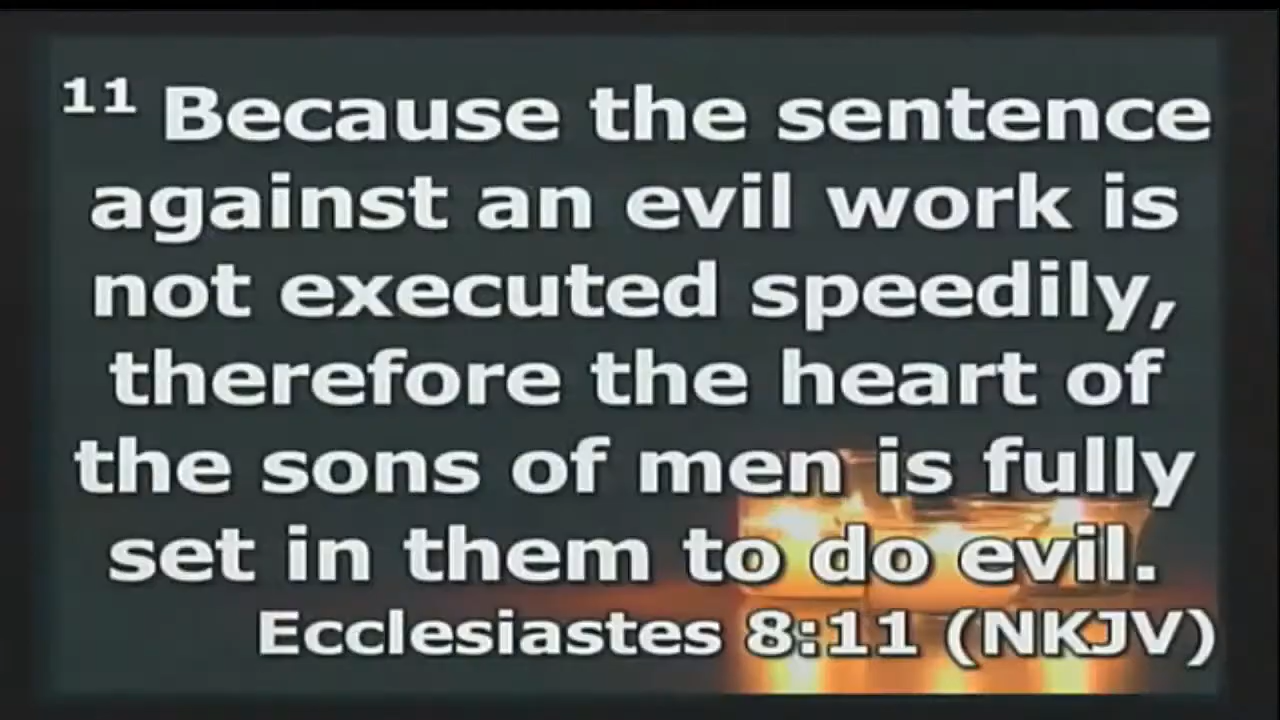 11 Because the sentence
against an evil work is
not executed speedily,
therefore the heart of
the sons of men is fully
set in them to do evil.
Ecclesiastes 8:11 (NKJV)